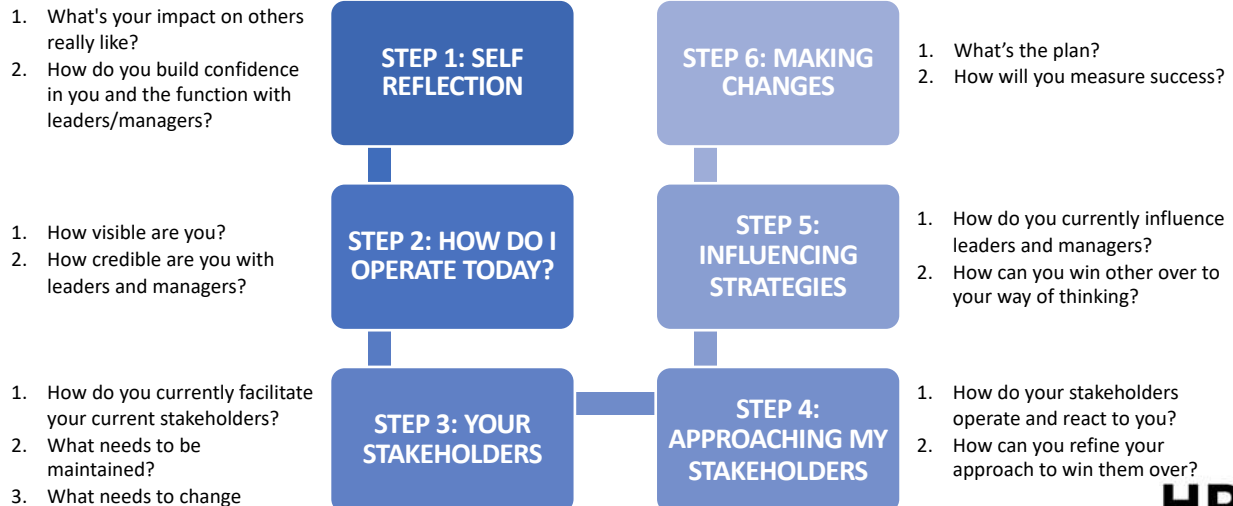 1. What's your impact on others
really like?
2. How do you build confidence
in you and the function with
leaders/managers?
STEP 1: SELF
REFLECTION
1. How visible are you?
2. How credible are you with
leaders and managers?
STEP 2: HOW DO I
OPERATE TODAY?
1. How do you currently facilitate
your current stakeholders?
2. What needs to be
maintained?
3. What needs to change
STEP 3: YOUR
STAKEHOLDERS
STEP 4:
APPROACHING MY
STAKEHOLDERS
1. How do your stakeholders
operate and react to you?
2. How can you refine your
approach to win them over?
STEP 5:
INFLUENCING
STRATEGIES
1. How do you currently influence
leaders and managers?
2. How can you win other over to
your way of thinking?
STEP 6: MAKING
CHANGES
1. What’s the plan?
2. How will you measure success?